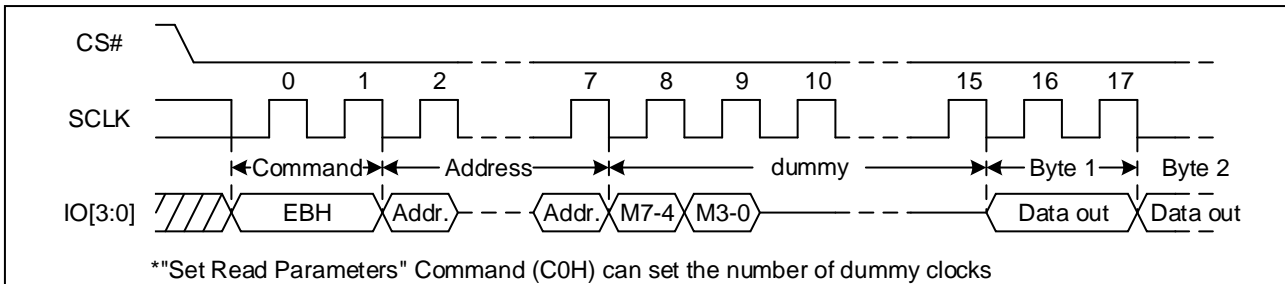 CS#
0 1 2 7 8 9 10 15 16 17
SCLK
Command Address dummy Byte 1 Byte 2
IO[3:0] EBH Addr. Addr. M7-4 M3-0 Data out Data out
*"Set Read Parameters" Command (C0H) can set the number of dummy clocks